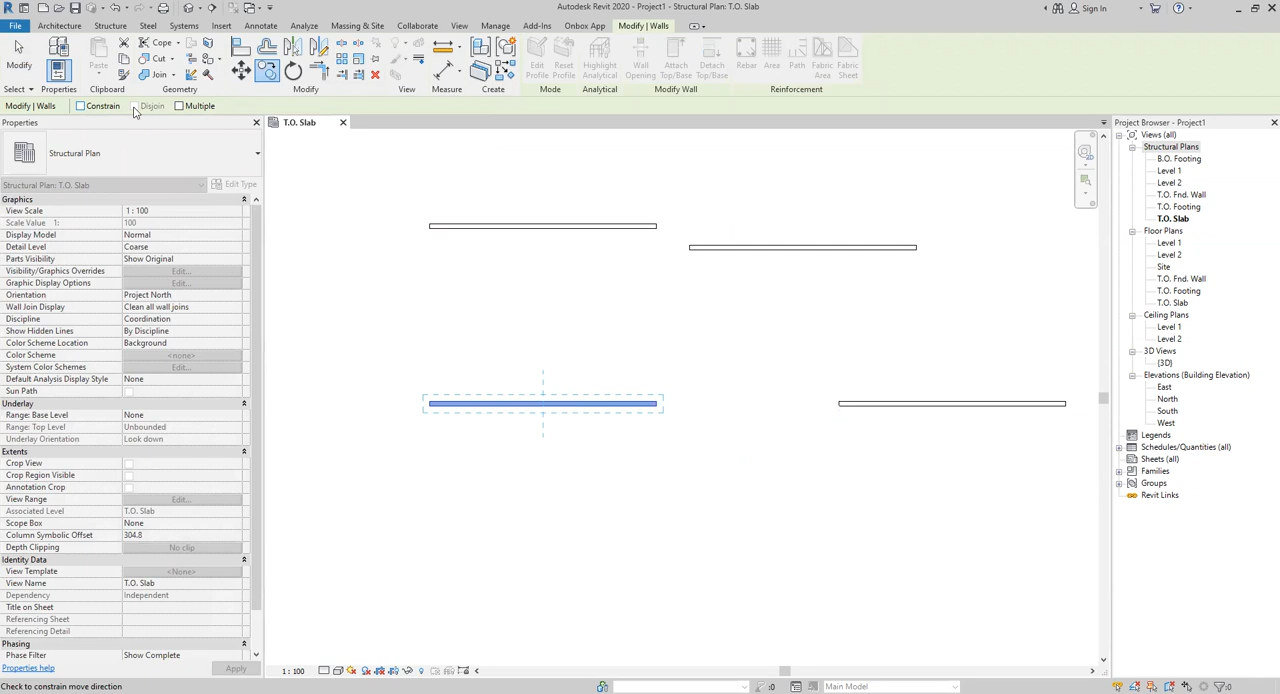 Autodesk Revit 2020 - Project1 - Structural Plan: T.O. Slab
Sign In
File Architecture Structure Steel Systems Insert Annotate Analyze Massing & Site Collaborate View Manage Add-Ins Onbox App Modify | Walls
Modify
Paste
Cope
Cut
Join
Edit Profile
Reset Profile
Highlight Analytical
Wall Opening
Attach Top/Base
Detach Top/Base
Rebar
Area
Path
Fabric Area
Fabric Sheet
Select Properties Clipboard Geometry Modify View Measure Create Mode Analytical Modify Wall Reinforcement
Modify | Walls Constrain Disjoin Multiple
Properties
T.O. Slab
Project Browser - Project1
Structural Plan
Structural Plan: T.O. Slab Edit Type
Graphics
View Scale 1 : 100
Scale Value 1: 100
Display Model Normal
Detail Level Coarse
Parts Visibility Show Original
Visibility/Graphics Overrides Edit...
Graphic Display Options Edit...
Orientation Project North
Wall Join Display Clean all wall joins
Discipline Coordination
Show Hidden Lines By Discipline
Color Scheme Location Background
Color Scheme <none>
System Color Schemes Edit...
Default Analysis Display Style None
Sun Path
Underlay
Range: Base Level None
Range: Top Level Unbounded
Underlay Orientation Look down
Extents
Crop View
Crop Region Visible
Annotation Crop
View Range Edit...
Associated Level T.O. Slab
Scope Box None
Column Symbolic Offset 304.8
Depth Clipping No clip
Identity Data
View Template <None>
View Name T.O. Slab
Dependency Independent
Title on Sheet
Referencing Sheet
Referencing Detail
Phasing
Phase Filter Show Complete
Properties help Apply
Views (all)
Structural Plans
B.O. Footing
Level 1
Level 2
T.O. Fnd. Wall
T.O. Footing
T.O. Slab
Floor Plans
Level 1
Level 2
Site
T.O. Fnd. Wall
T.O. Footing
T.O. Slab
Ceiling Plans
Level 1
Level 2
3D Views
{3D}
Elevations (Building Elevation)
East
North
South
West
Legends
Schedules/Quantities (all)
Sheets (all)
Families
Groups
Revit Links
1 : 100
Check to constrain move direction
:0
Main Model
:0